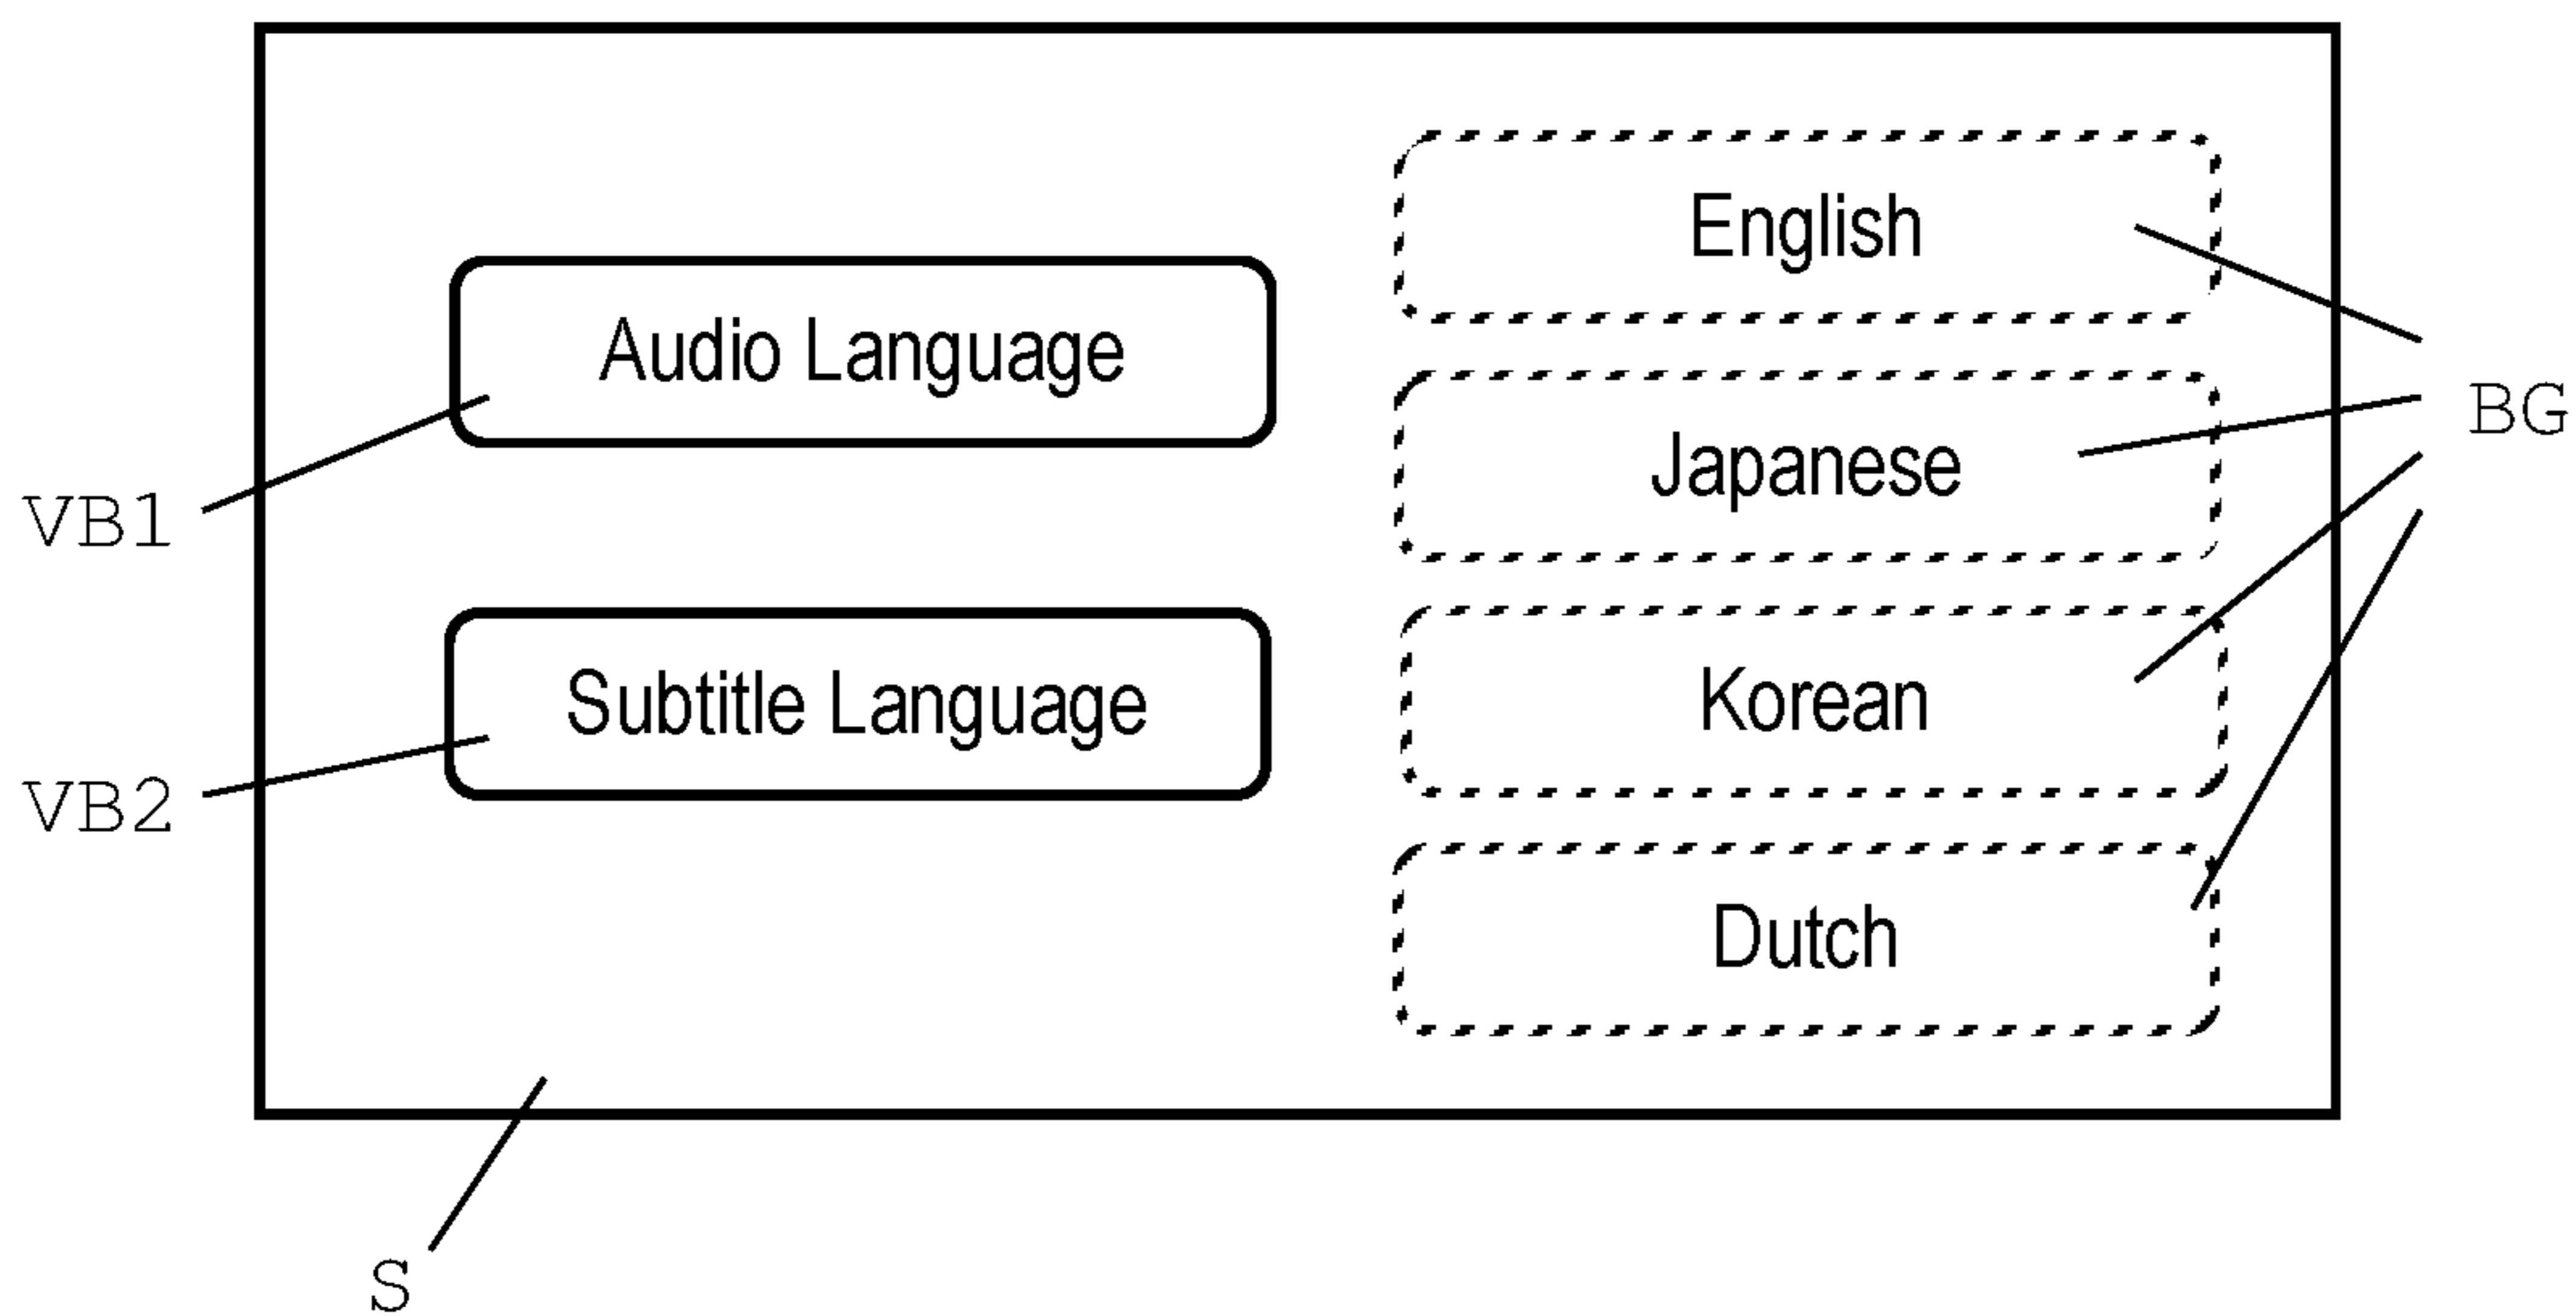 English
Audio Language
Japanese
BG
VB1
Subtitle Language
Korean
VB2
Dutch
S